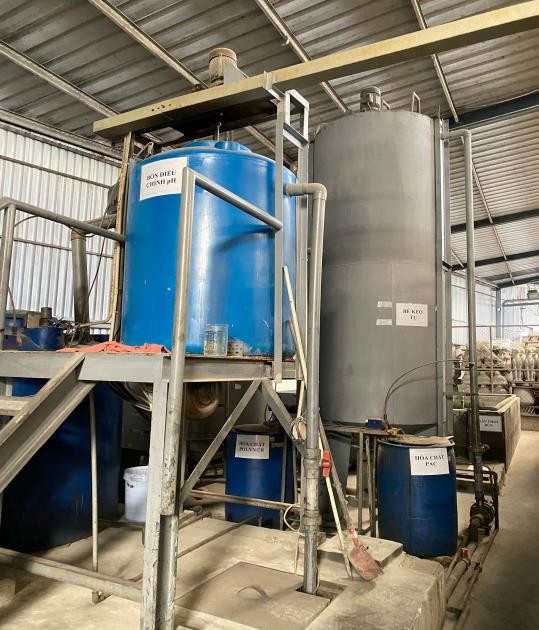 BỒN ĐIỀU
CHỈNH pH
BỂ KEO
TỤ
HÓA CHẤT
POLYMER
HÓA CHẤT
PAC